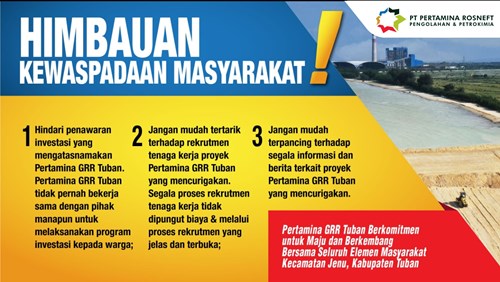 HIMBAUAN
KEWASPADAAN MASYARAKAT !
PT PERTAMINA ROSNEFT
PENGOLAHAN & PETROKIMIA
1 Hindari penawaran
investasi yang
mengatasnamakan
Pertamina GRR Tuban.
Pertamina GRR Tuban
tidak pernah bekerja
sama dengan pihak
manapun untuk
melaksanakan program
investasi kepada warga;
2 Jangan mudah tertarik
terhadap rekrutmen
tenaga kerja proyek
Pertamina GRR Tuban
yang mencurigakan.
Segala proses rekrutmen
tenaga kerja tidak
dipungut biaya & melalui
proses rekrutmen yang
jelas dan terbuka;
3 Jangan mudah
terpancing terhadap
segala informasi dan
berita terkait proyek
Pertamina GRR Tuban
yang mencurigakan.
Pertamina GRR Tuban Berkomitmen
untuk Maju dan Berkembang
Bersama Seluruh Elemen Masyarakat
Kecamatan Jenu, Kabupaten Tuban